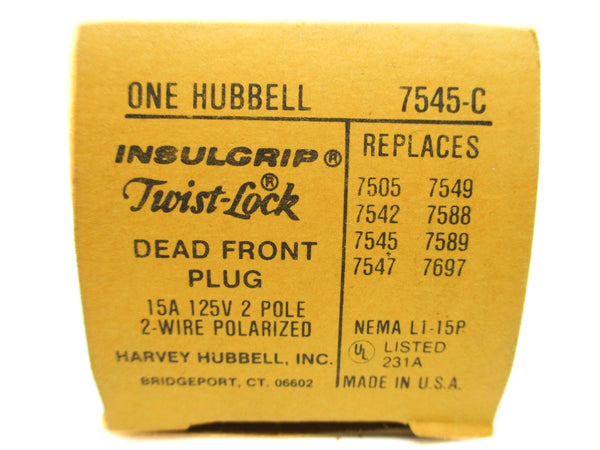 ONE HUBBELL 7545-C
INSULGRIP®
Twist-Lock®
DEAD FRONT
PLUG
15A 125V 2 POLE
2-WIRE POLARIZED
HARVEY HUBBELL, INC.
BRIDGEPORT, CT. 06602
REPLACES
7505 7549
7542 7588
7545 7589
7547 7697
NEMA L1-15P
UL LISTED
231A
MADE IN U.S.A.